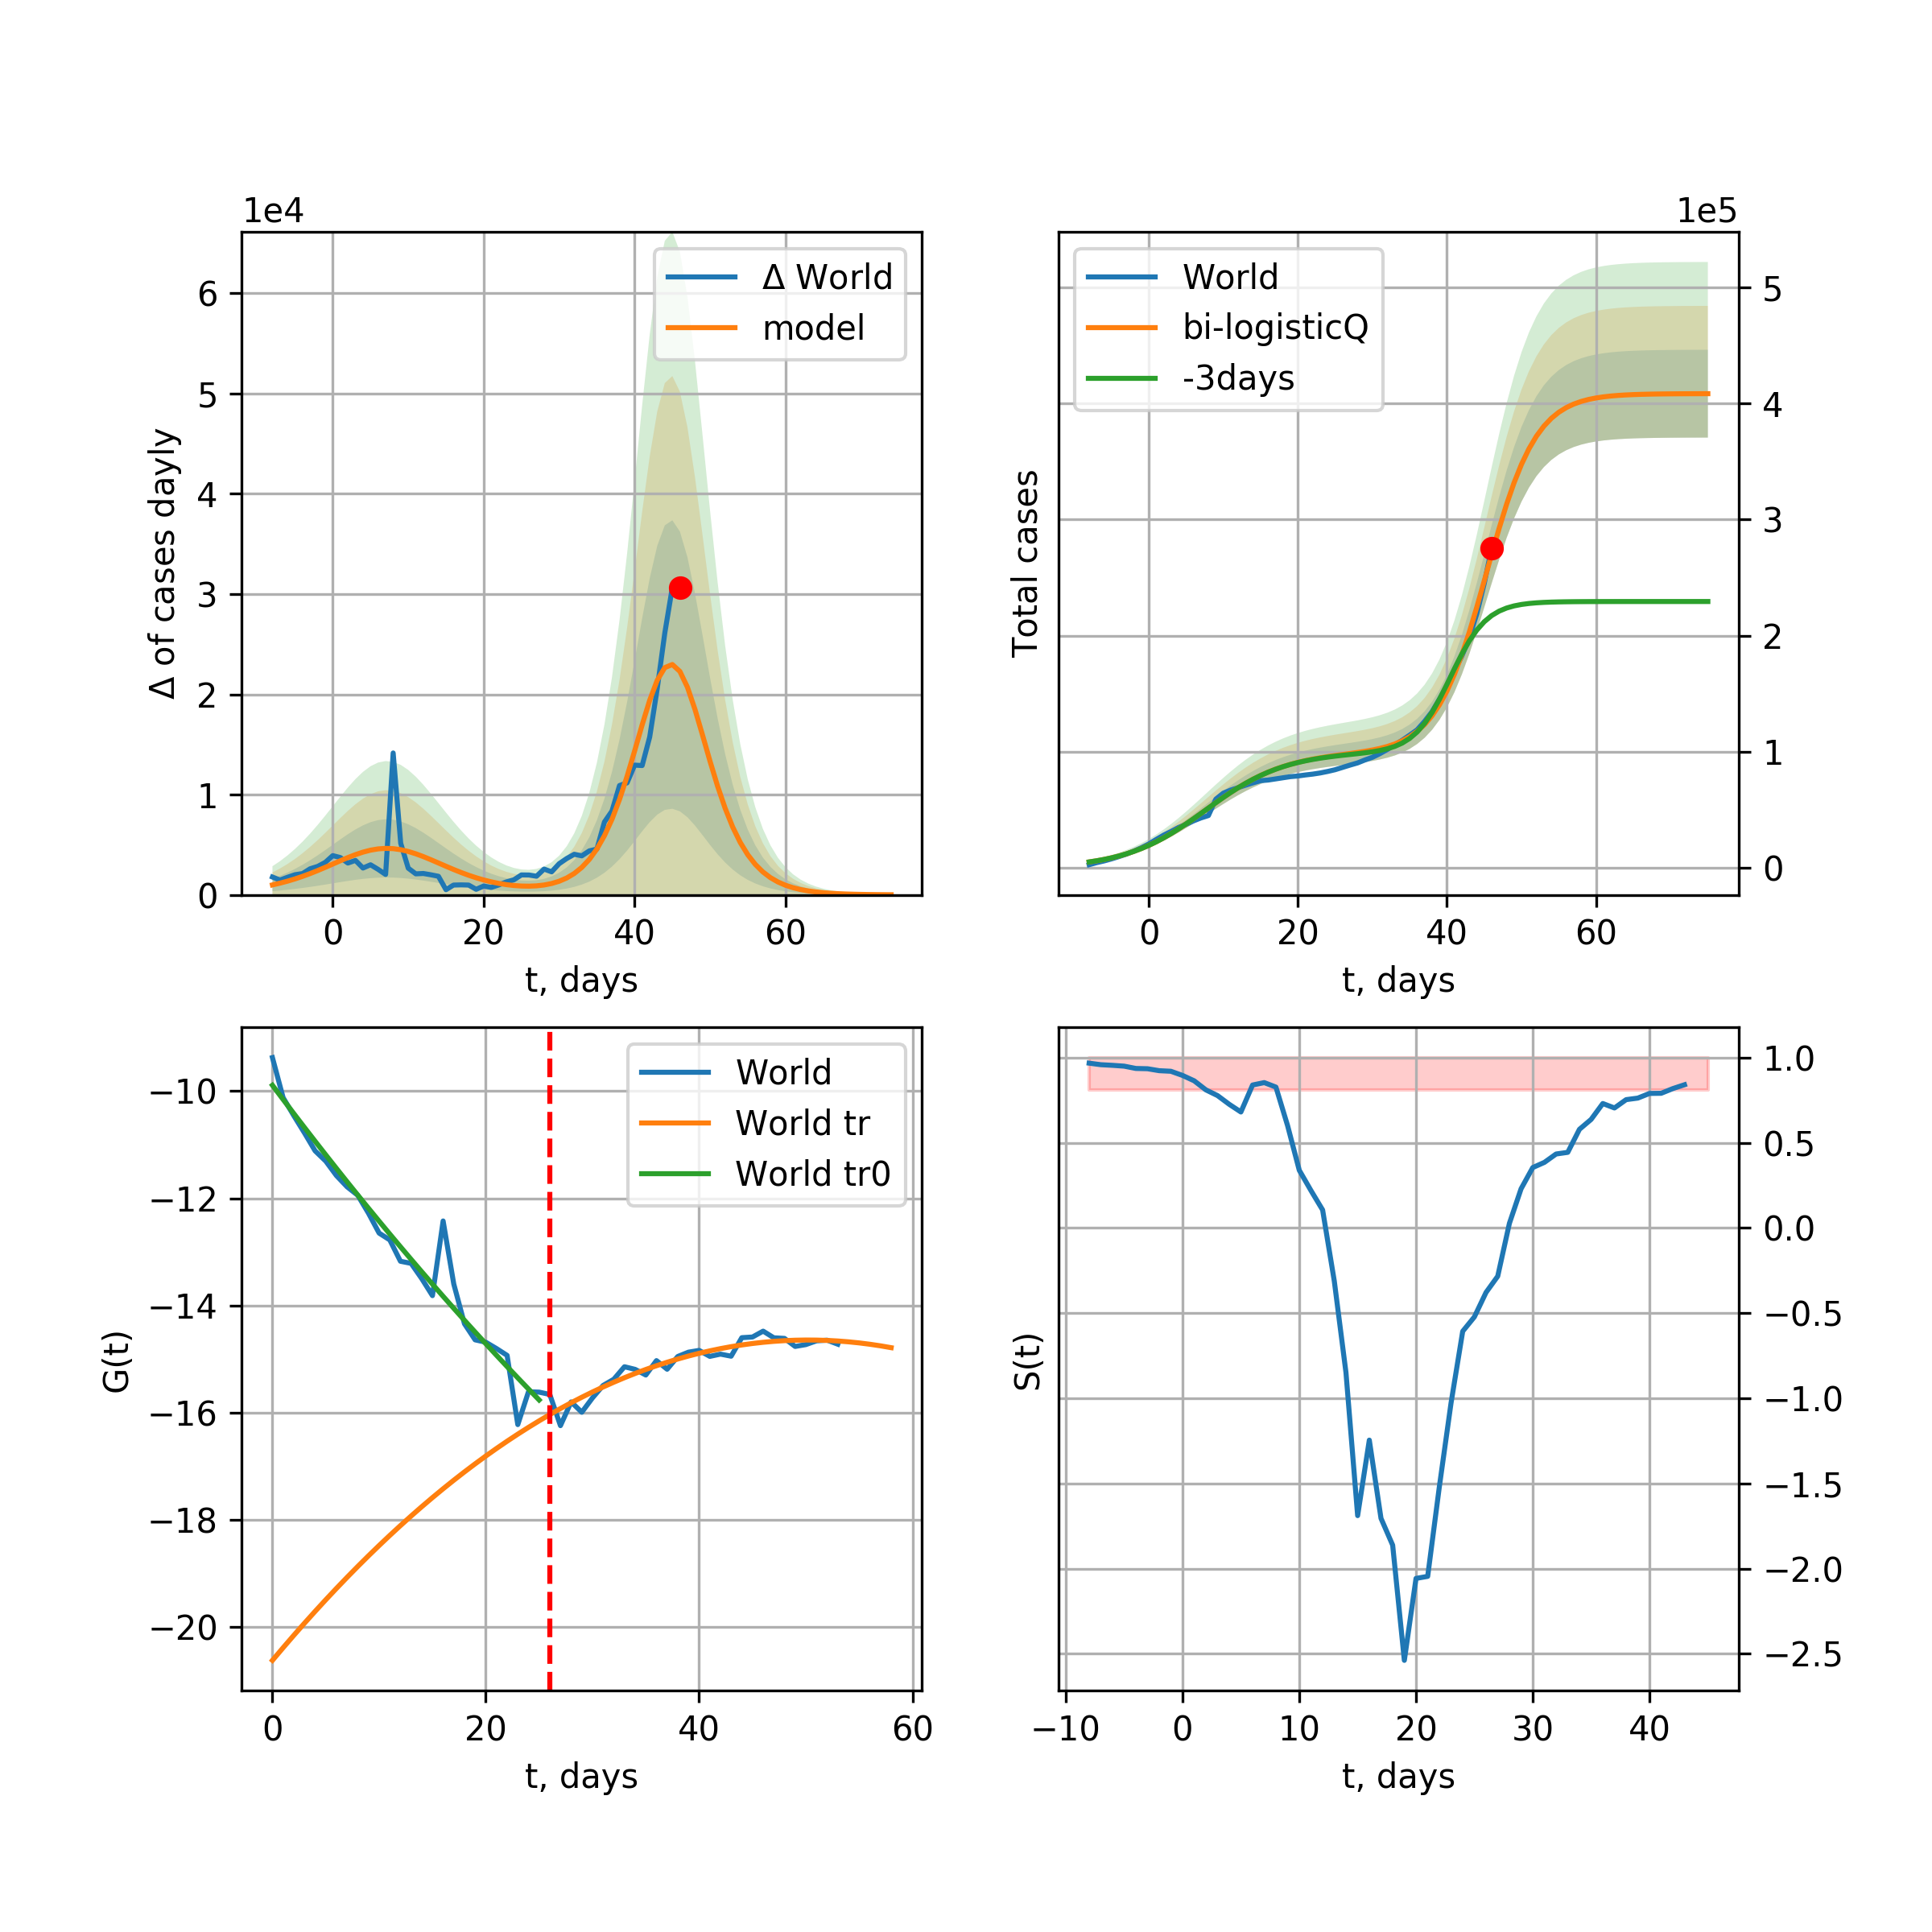 1e4
Δ of cases dayly
6
5
4
3
2
1
0
0 20 40 60
t, days
Δ World
model
1e5
Total cases
5
4
3
2
1
0
0 20 40 60
t, days
World
bi-logisticQ
-3days
G(t)
−10
−12
−14
−16
−18
−20
0 20 40 60
t, days
World
World tr
World tr0
S(t)
1.0
0.5
0.0
−0.5
−1.0
−1.5
−2.0
−2.5
−10 0 10 20 30 40
t, days